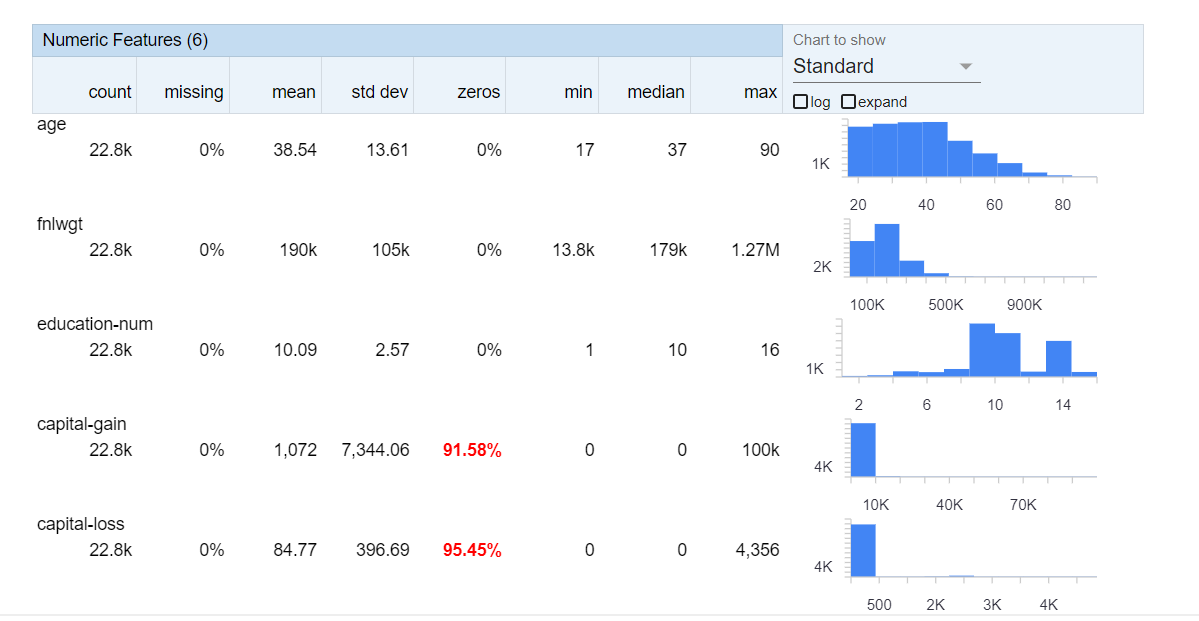 Numeric Features (6)
Chart to show
Standard
count missing mean std dev zeros min median max
log expand
age
22.8k 0% 38.54 13.61 0% 17 37 90
1K
20 40 60 80
fnlwgt
22.8k 0% 190k 105k 0% 13.8k 179k 1.27M
2K
100K 500K 900K
education-num
22.8k 0% 10.09 2.57 0% 1 10 16
1K
2 6 10 14
capital-gain
22.8k 0% 1,072 7,344.06 91.58% 0 0 100k
4K
10K 40K 70K
capital-loss
22.8k 0% 84.77 396.69 95.45% 0 0 4,356
4K
500 2K 3K 4K